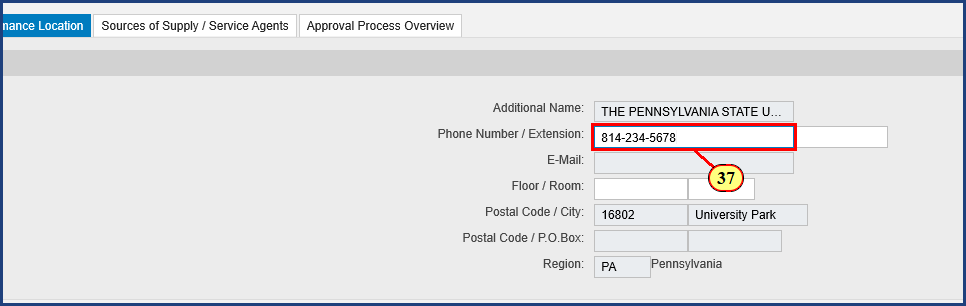 mance Location Sources of Supply / Service Agents Approval Process Overview
Additional Name: THE PENNSYLVANIA STATE U...
Phone Number / Extension: 814-234-5678
E-Mail:
37
Floor / Room:
Postal Code / City: 16802 University Park
Postal Code / P.O.Box:
Region: PA Pennsylvania